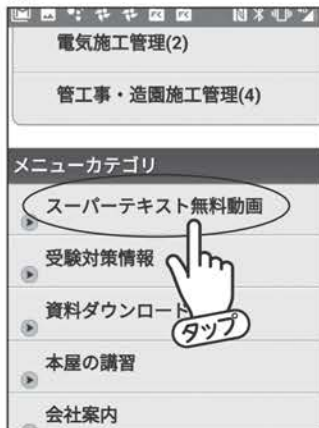 電気施工管理(2)
管工事・造園施工管理(4)
メニューカテゴリ
スーパーテキスト無料動画
受験対策情報
資料ダウンロード
タップ
本屋の講習
会社案内